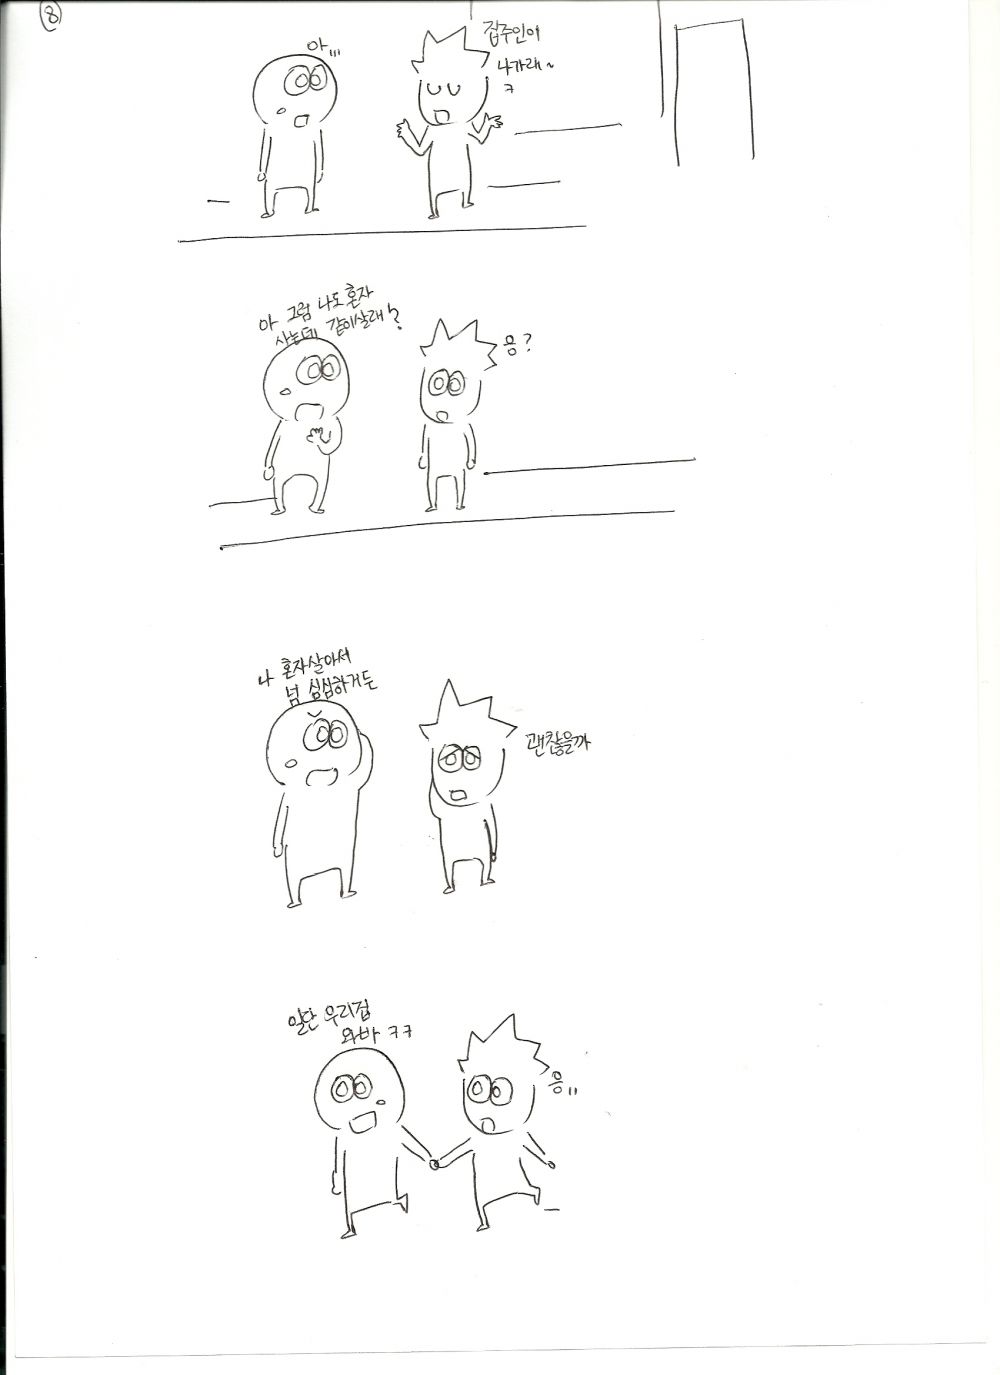 ⑧
아,,,
집주인이
나가래~
ㅋ
아 그럼 나도 혼자
사는데 같이살래?
응?
나 혼자살아서
넘 심심하거든
괜찮을까
일단 우리집
와바 ㅋㅋ
응,,